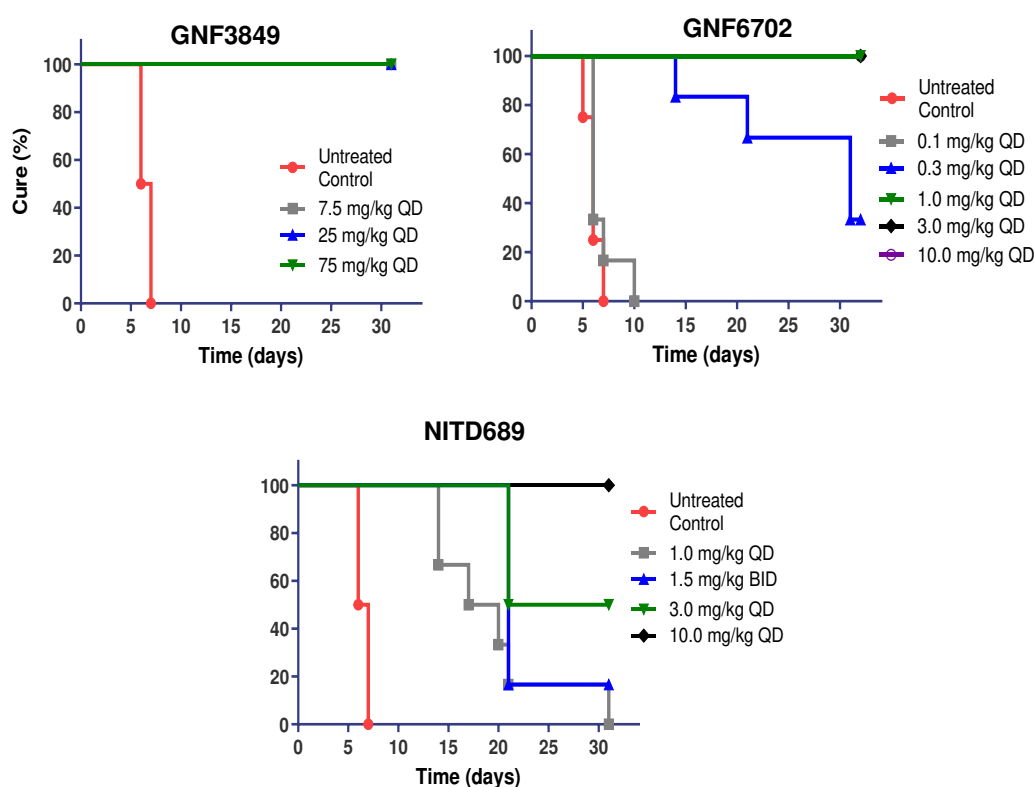 GNF3849
Cure (%)
100
80
60
40
20
0
0 5 10 15 20 25 30
Time (days)
Untreated
Control
7.5 mg/kg QD
25 mg/kg QD
75 mg/kg QD
GNF6702
100
80
60
40
20
0
0 5 10 15 20 25 30
Time (days)
Untreated
Control
0.1 mg/kg QD
0.3 mg/kg QD
1.0 mg/kg QD
3.0 mg/kg QD
10.0 mg/kg QD
NITD689
100
80
60
40
20
0
0 5 10 15 20 25 30
Time (days)
Untreated
Control
1.0 mg/kg QD
1.5 mg/kg BID
3.0 mg/kg QD
10.0 mg/kg QD